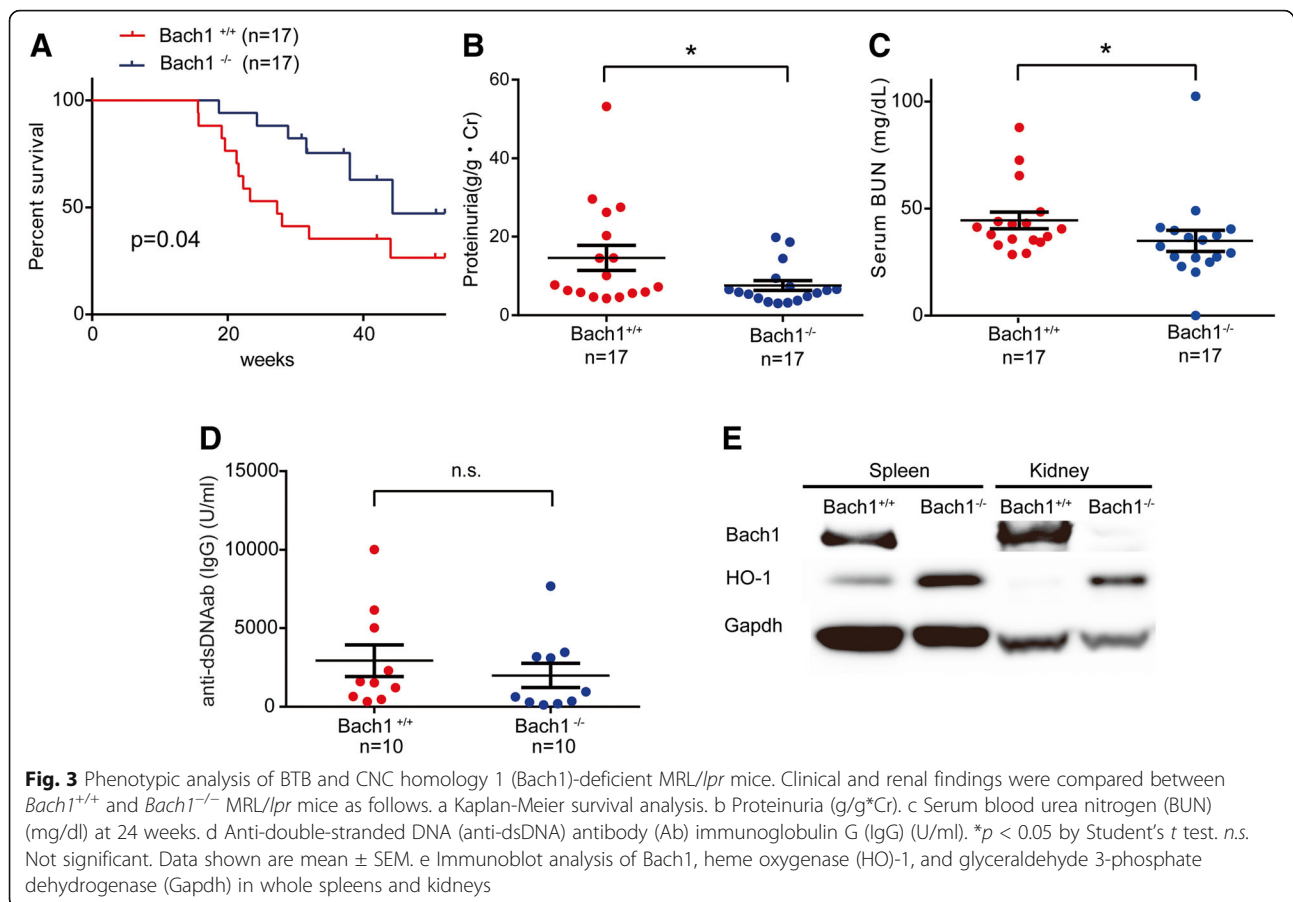 A
Bach1 +/+ (n=17)
Bach1 -/- (n=17)
100
50
0
0
20
40
Percent survival
weeks
p=0.04
B
*
60
40
20
0
Proteinuria(g/g・Cr)
Bach1+/+
n=17
Bach1-/-
n=17
C
*
100
50
0
Serum BUN (mg/dL)
Bach1+/+
n=17
Bach1-/-
n=17
D
n.s.
15000
10000
5000
0
anti-dsDNAab (IgG) (U/ml)
Bach1 +/+
n=10
Bach1 -/-
n=10
E
Spleen Kidney
Bach1+/+ Bach1-/- Bach1+/+ Bach1-/-
Bach1
HO-1
Gapdh
Fig. 3 Phenotypic analysis of BTB and CNC homology 1 (Bach1)-deficient MRL/lpr mice. Clinical and renal findings were compared between
Bach1+/+ and Bach1−/− MRL/lpr mice as follows. a Kaplan-Meier survival analysis. b Proteinuria (g/g*Cr). c Serum blood urea nitrogen (BUN)
(mg/dl) at 24 weeks. d Anti-double-stranded DNA (anti-dsDNA) antibody (Ab) immunoglobulin G (IgG) (U/ml). *p < 0.05 by Student's t test. n.s.
Not significant. Data shown are mean ± SEM. e Immunoblot analysis of Bach1, heme oxygenase (HO)-1, and glyceraldehyde 3-phosphate
dehydrogenase (Gapdh) in whole spleens and kidneys